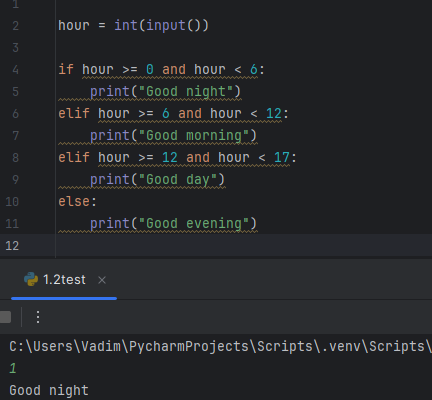 1
2 hour = int(input())
3
4 if hour >= 0 and hour < 6:
5     print("Good night")
6 elif hour >= 6 and hour < 12:
7     print("Good morning")
8 elif hour >= 12 and hour < 17:
9     print("Good day")
10 else:
11     print("Good evening")
12
1.2test ×
C:\Users\Vadim\PycharmProjects\Scripts\.venv\Scripts\
1
Good night